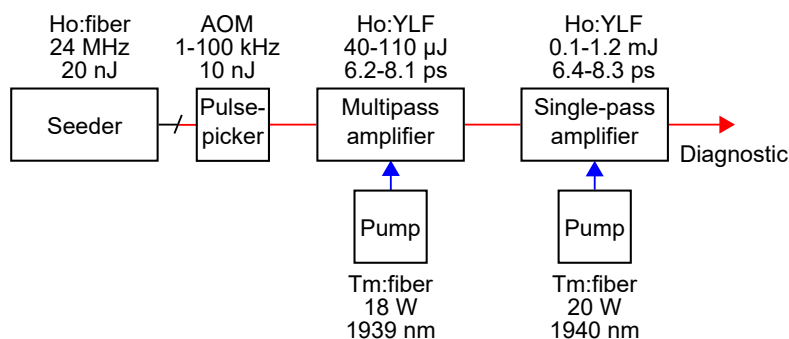 Ho:fiber
24 MHz
20 nJ
Seeder
AOM
1-100 kHz
10 nJ
Pulse-
picker
Ho:YLF
40-110 µJ
6.2-8.1 ps
Multipass
amplifier
Ho:YLF
0.1-1.2 mJ
6.4-8.3 ps
Single-pass
amplifier
Diagnostic
Pump
Tm:fiber
18 W
1939 nm
Pump
Tm:fiber
20 W
1940 nm